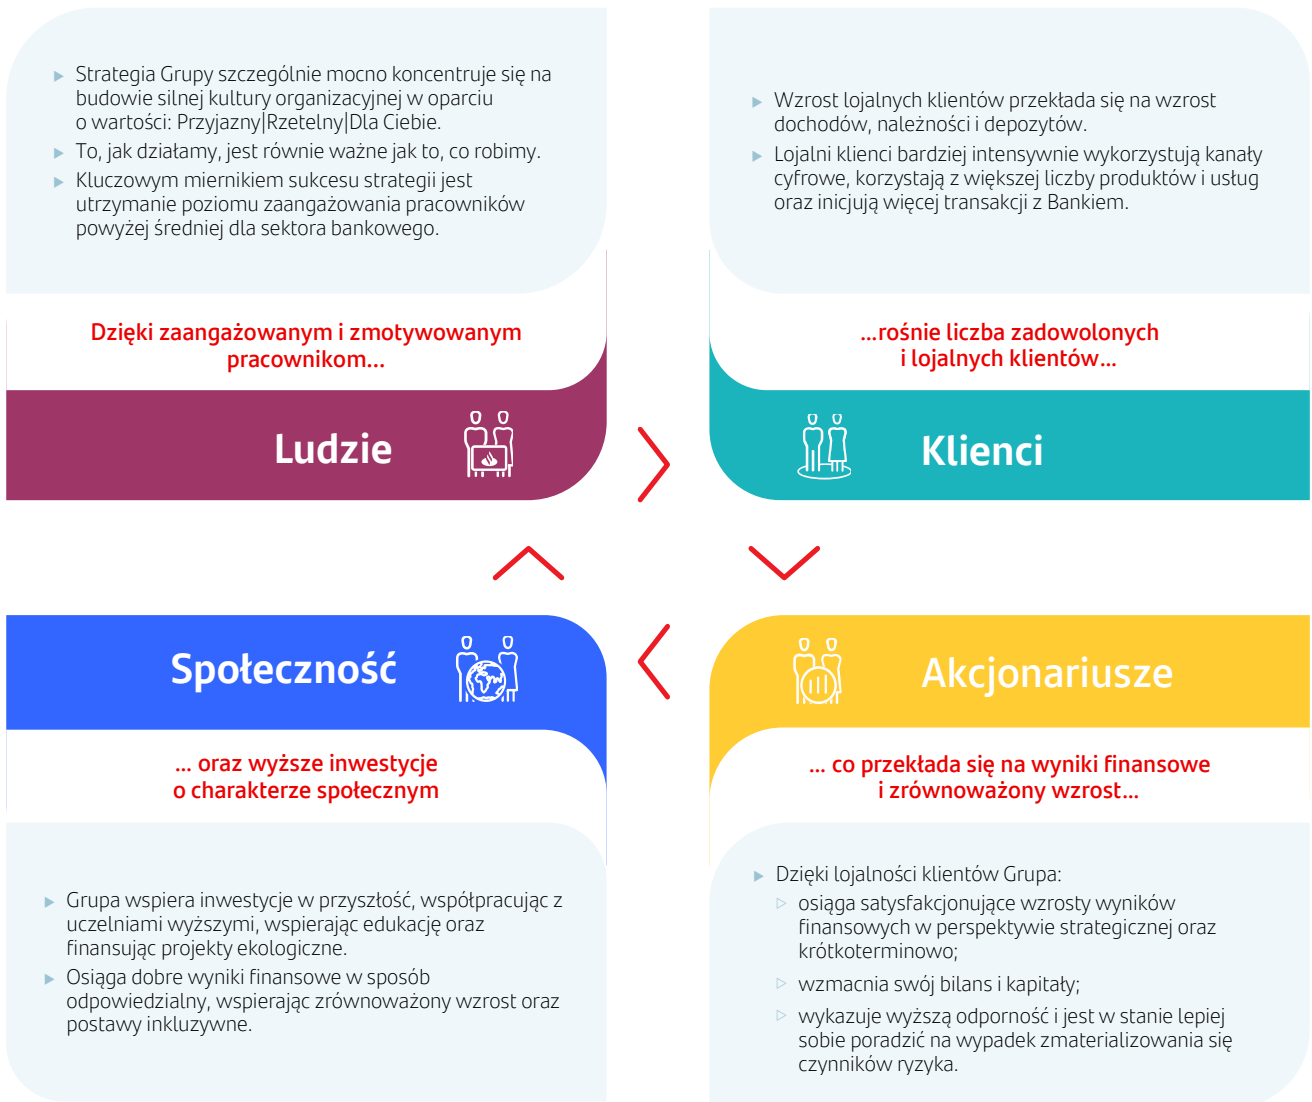 Strategia Grupy szczególnie mocno koncentruje się na
budowie silnej kultury organizacyjnej w oparciu
o wartości: Przyjazny|Rzetelny|Dla Ciebie.
To, jak działamy, jest równie ważne jak to, co robimy.
Kluczowym miernikiem sukcesu strategii jest
utrzymanie poziomu zaangażowania pracowników
powyżej średniej dla sektora bankowego.
Dzięki zaangażowanym i zmotywowanym
pracownikom...
Ludzie
Wzrost lojalnych klientów przekłada się na wzrost
dochodów, należności i depozytów.
Lojalni klienci bardziej intensywnie wykorzystują kanały
cyfrowe, korzystają z większej liczby produktów i usług
oraz inicjują więcej transakcji z Bankiem.
...rośnie liczba zadowolonych
i lojalnych klientów...
Klienci
Społeczność
... oraz wyższe inwestycje
o charakterze społecznym
Grupa wspiera inwestycje w przyszłość, współpracując z
uczelniami wyższymi, wspierając edukację oraz
finansując projekty ekologiczne.
Osiąga dobre wyniki finansowe w sposób
odpowiedzialny, wspierając zrównoważony wzrost oraz
postawy inkluzywne.
Akcjonariusze
... co przekłada się na wyniki finansowe
i zrównoważony wzrost...
Dzięki lojalności klientów Grupa:
osiąga satysfakcjonujące wzrosty wyników
finansowych w perspektywie strategicznej oraz
krótkoterminowo;
wzmacnia swój bilans i kapitały;
wykazuje wyższą odporność i jest w stanie lepiej
sobie poradzić na wypadek zmaterializowania się
czynników ryzyka.